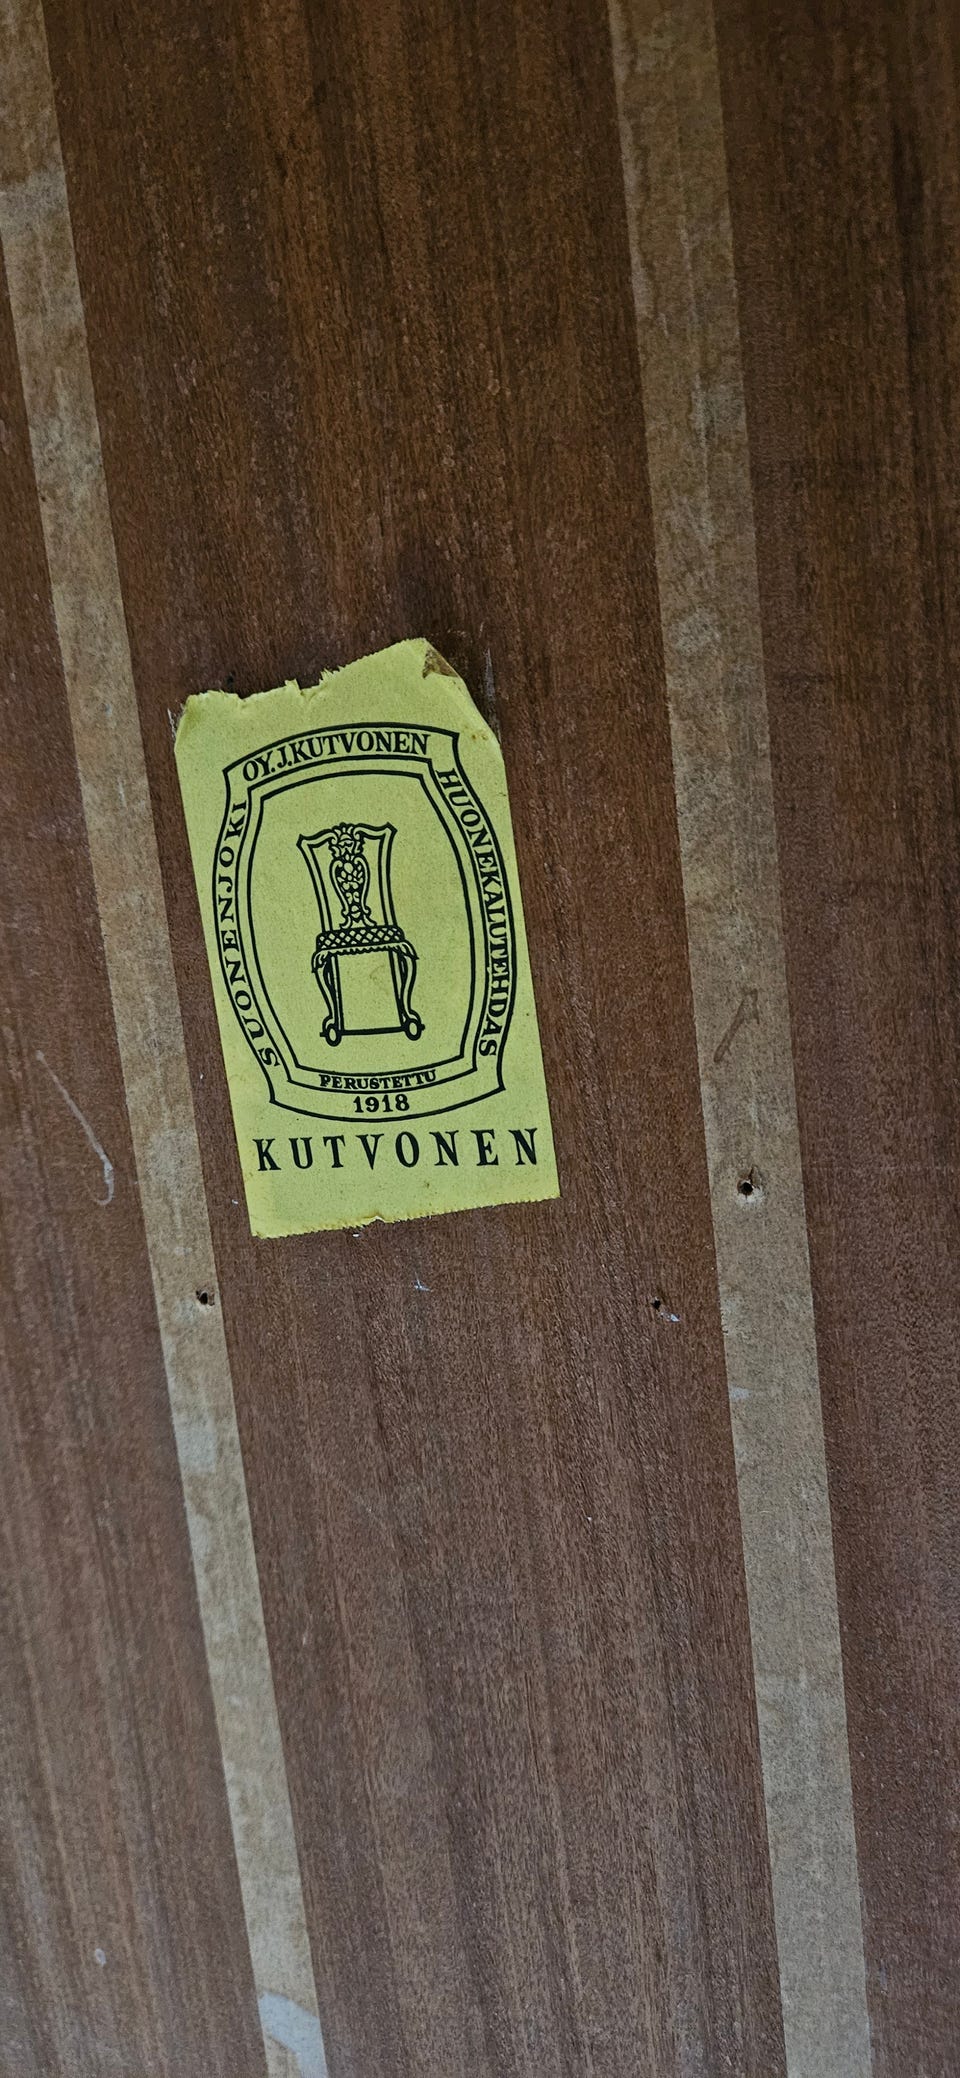 OY. J. KUTVONEN
HUONEKALUTEHDAS
SUONENJOKI
PERUSTETTU
1918
KUTVONEN